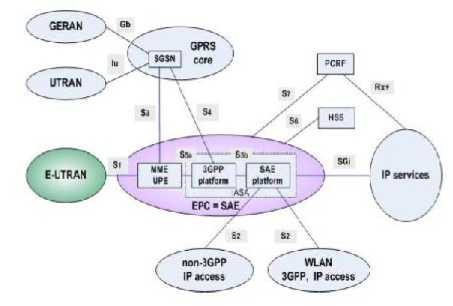 GERAN
Gb
GPRS
core
SGSN
Iu
UTRAN
PCRF
S7
Rx+
S3
S4
S6
HSS
E-UTRAN
S1
S5a
S5b
MME
UPE
3GPP
platform
SAE
platform
SGi
IP services
ASA
EPC = SAE
S2
S2
non-3GPP
IP access
WLAN
3GPP, IP access